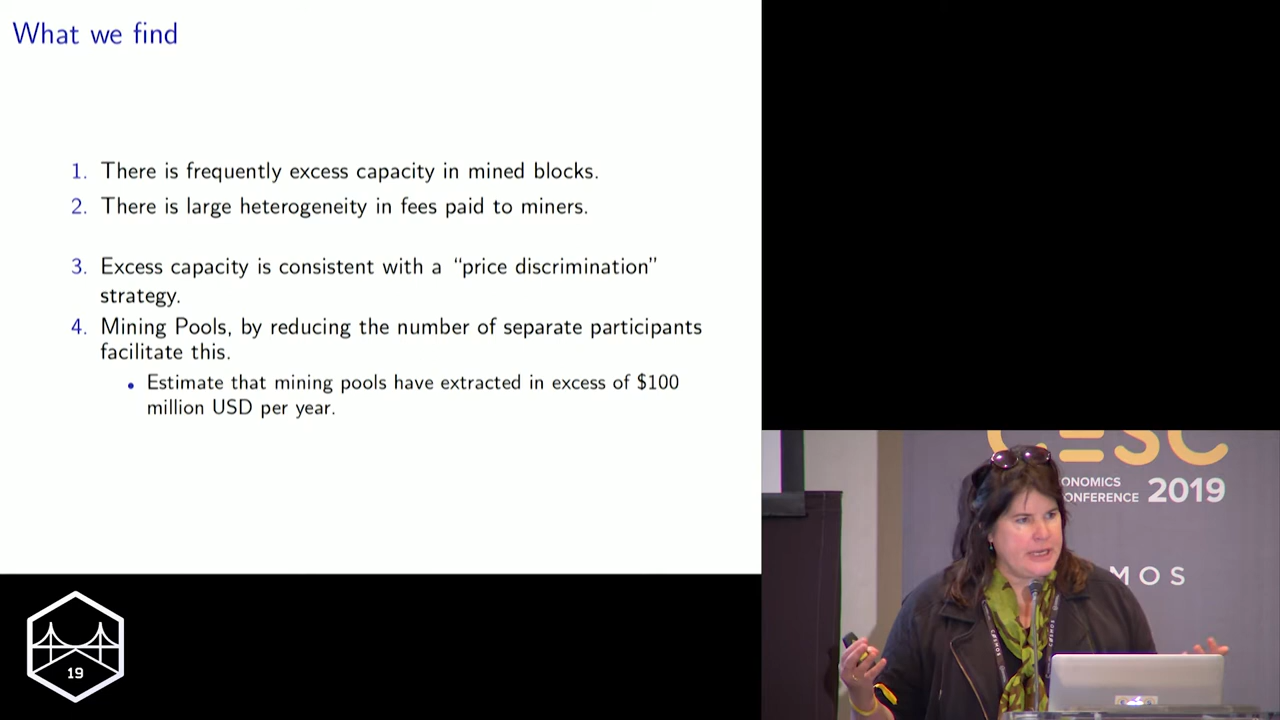 What we find
1. There is frequently excess capacity in mined blocks.
2. There is large heterogeneity in fees paid to miners.
3. Excess capacity is consistent with a “price discrimination”
strategy.
4. Mining Pools, by reducing the number of separate participants
facilitate this.
• Estimate that mining pools have extracted in excess of $100
million USD per year.
CESC
ONOMICS
ONFERENCE 2019
MOS
COSMOS
19